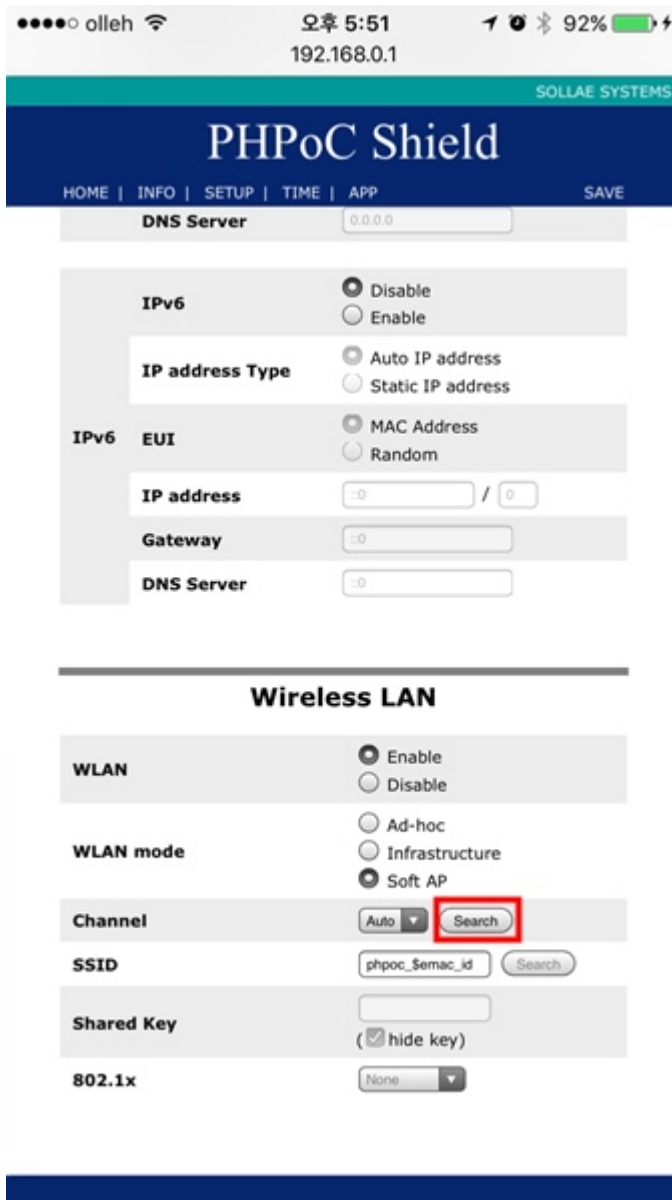 olleh 오후 5:51 92%
192.168.0.1
SOLLAE SYSTEMS
PHPoC Shield
HOME | INFO | SETUP | TIME | APP SAVE
DNS Server 0.0.0.0
IPv6 Disable
Enable
IP address Type Auto IP address
Static IP address
IPv6 EUI MAC Address
Random
IP address ::0 / 0
Gateway ::0
DNS Server ::0
Wireless LAN
WLAN Enable
Disable
WLAN mode Ad-hoc
Infrastructure
Soft AP
Channel Auto Search
SSID phpoc_$emac_id Search
Shared Key
( hide key)
802.1x None